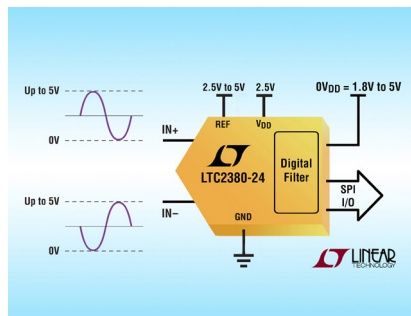 2.5V to 5V
2.5V
0VDD = 1.8V to 5V
Up to 5V
0V
IN+
REF
VDD
LTC2380-24
Digital
Filter
SPI
I/O
Up to 5V
0V
IN−
GND
LINEAR
TECHNOLOGY